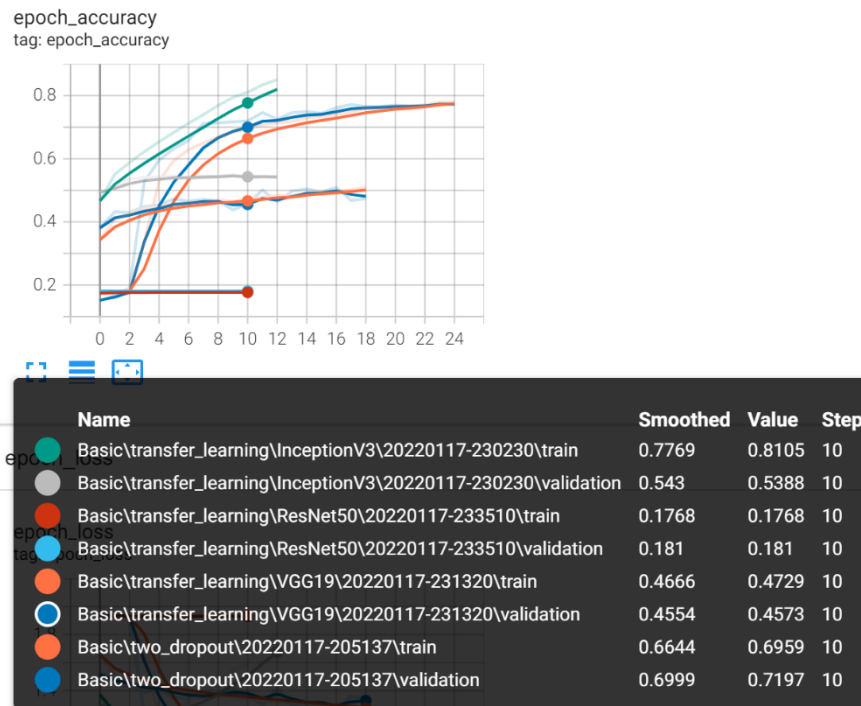 epoch_accuracy
tag: epoch_accuracy
0.8
0.6
0.4
0.2
0 2 4 6 8 10 12 14 16 18 20 22 24
Name Smoothed Value Step
Basic\transfer_learning\InceptionV3\20220117-230230\train 0.7769 0.8105 10
epoch_loss
Basic\transfer_learning\InceptionV3\20220117-230230\validation 0.543 0.5388 10
Basic\transfer_learning\ResNet50\20220117-233510\train 0.1768 0.1768 10
epoch_loss
Basic\transfer_learning\ResNet50\20220117-233510\validation 0.181 0.181 10
tag: epoch_loss
Basic\transfer_learning\VGG19\20220117-231320\train 0.4666 0.4729 10
Basic\transfer_learning\VGG19\20220117-231320\validation 0.4554 0.4573 10
Basic\two_dropout\20220117-205137\train 0.6644 0.6959 10
Basic\two_dropout\20220117-205137\validation 0.6999 0.7197 10